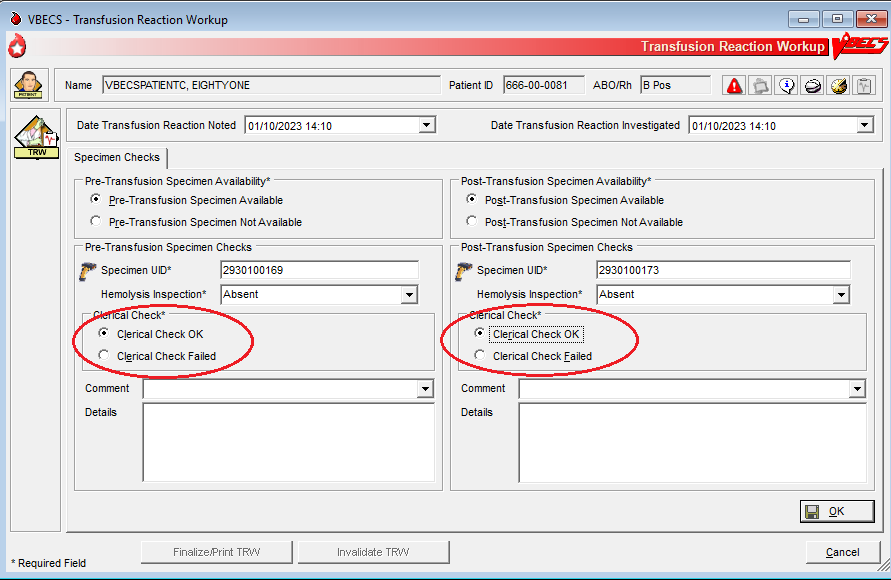 VBECS - Transfusion Reaction Workup
Transfusion Reaction Workup VBECS
PATIENT
Name VBECSPATIENTC, EIGHTYONE Patient ID 666-00-0081 ABO/Rh B Pos
TRW
Date Transfusion Reaction Noted 01/10/2023 14:10 Date Transfusion Reaction Investigated 01/10/2023 14:10
Specimen Checks
Pre-Transfusion Specimen Availability*
Pre-Transfusion Specimen Available
Pre-Transfusion Specimen Not Available
Post-Transfusion Specimen Availability*
Post-Transfusion Specimen Available
Post-Transfusion Specimen Not Available
Pre-Transfusion Specimen Checks
Specimen UID* 2930100169
Hemolysis Inspection* Absent
Clerical Check*
Clerical Check OK
Clerical Check Failed
Comment
Details
Post-Transfusion Specimen Checks
Specimen UID* 2930100173
Hemolysis Inspection* Absent
Clerical Check*
Clerical Check OK
Clerical Check Failed
Comment
Details
OK
* Required Field
Finalize/Print TRW
Invalidate TRW
Cancel